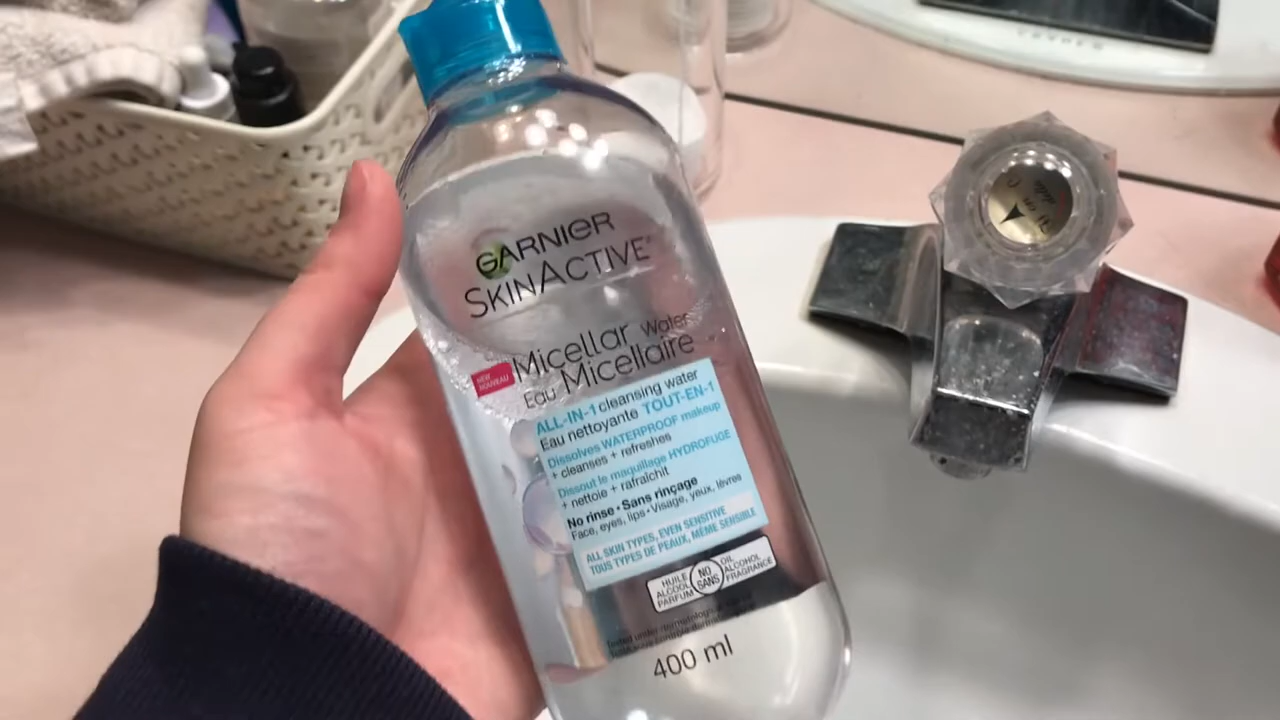 GARNIER
SKINACTIVE
Micellar Water
Eau Micellaire
NEW
NOUVEAU
ALL-IN-1 cleansing water
Eau nettoyante TOUT-EN-1
Dissolves WATERPROOF makeup
+ cleanses + refreshes
Dissout le maquillage HYDROFUGE
+ nettoie + rafraîchit
No rinse • Sans rinçage
Face, eyes, lips • Visage, yeux, lèvres
ALL SKIN TYPES, EVEN SENSITIVE
TOUS TYPES DE PEAUX, MÊME SENSIBLE
HUILE
ALCOOL
PARFUM
NO
SANS
OIL
ALCOHOL
FRAGRANCE
Tested under dermatological
400 ml